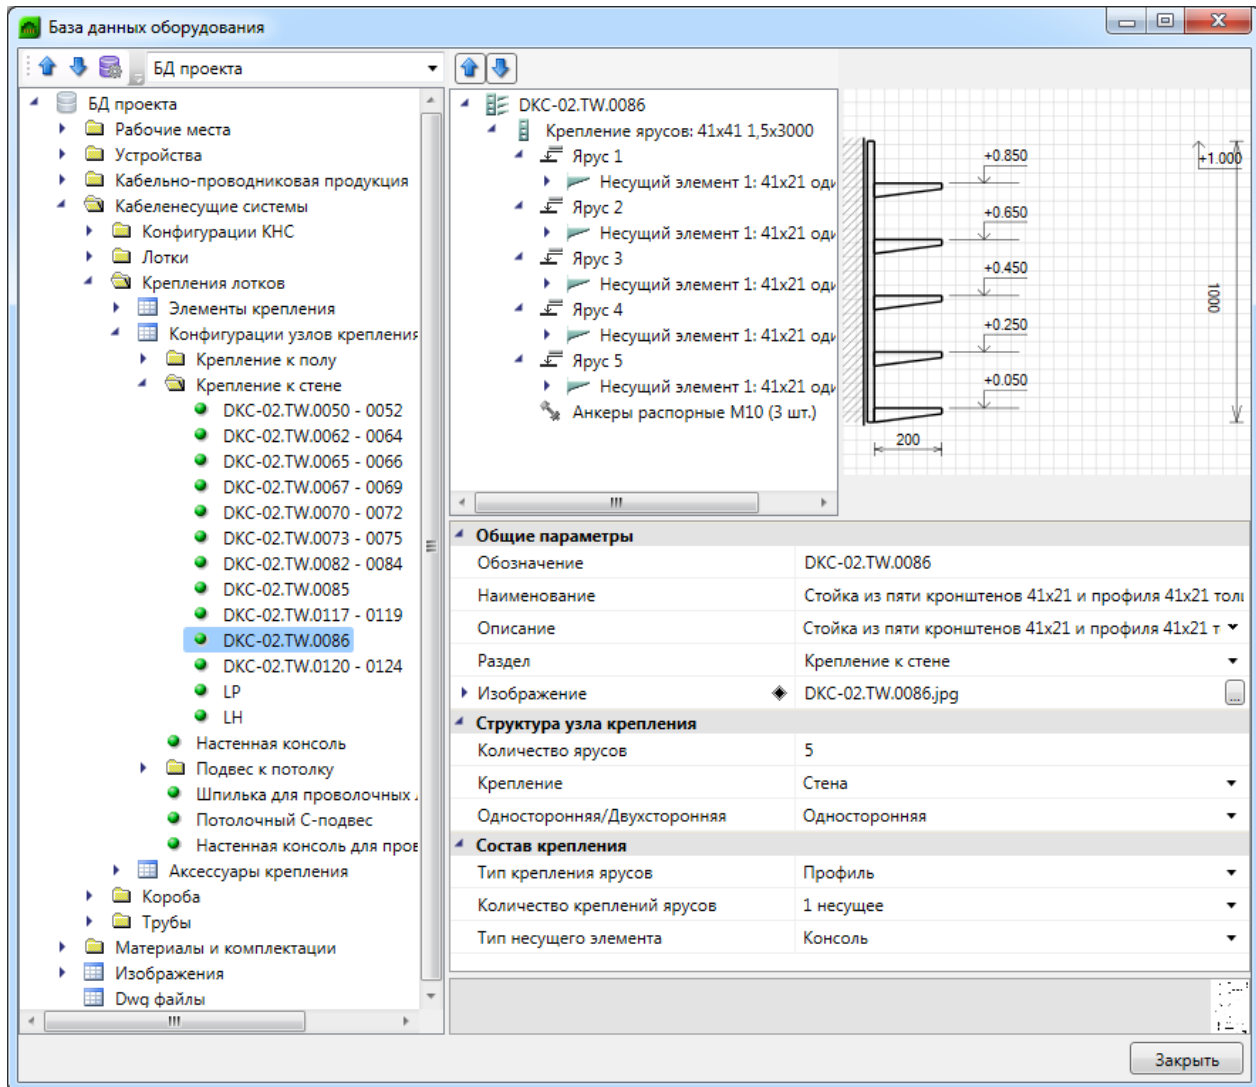 База данных оборудования
БД проекта
БД проекта
Рабочие места
Устройства
Кабельно-проводниковая продукция
Кабеленесущие системы
Конфигурации КНС
Лотки
Крепления лотков
Элементы крепления
Конфигурации узлов крепления
Крепление к полу
Крепление к стене
DKC-02.TW.0050 - 0052
DKC-02.TW.0062 - 0064
DKC-02.TW.0065 - 0066
DKC-02.TW.0067 - 0069
DKC-02.TW.0070 - 0072
DKC-02.TW.0073 - 0075
DKC-02.TW.0082 - 0084
DKC-02.TW.0085
DKC-02.TW.0117 - 0119
DKC-02.TW.0086
DKC-02.TW.0120 - 0124
LP
LH
Настенная консоль
Подвес к потолку
Шпилька для проволочных
Потолочный С-подвес
Настенная консоль для пров
Аксессуары крепления
Короба
Трубы
Материалы и комплектации
Изображения
Dwg файлы
DKC-02.TW.0086
Крепление ярусов: 41x41 1,5x3000
Ярус 1
Несущий элемент 1: 41x21 оди
Ярус 2
Несущий элемент 1: 41x21 оди
Ярус 3
Несущий элемент 1: 41x21 оди
Ярус 4
Несущий элемент 1: 41x21 оди
Ярус 5
Несущий элемент 1: 41x21 оди
Анкеры распорные М10 (3 шт.)
+0.850
+1.000
+0.650
+0.450
1000
+0.250
+0.050
200
Общие параметры
Обозначение DKC-02.TW.0086
Наименование Стойка из пяти кронштенов 41x21 и профиля 41x21 толщ
Описание Стойка из пяти кронштенов 41x21 и профиля 41x21 т
Раздел Крепление к стене
Изображение DKC-02.TW.0086.jpg ...
Структура узла крепления
Количество ярусов 5
Крепление Стена
Односторонняя/Двухсторонняя Односторонняя
Состав крепления
Тип крепления ярусов Профиль
Количество креплений ярусов 1 несущее
Тип несущего элемента Консоль
Закрыть